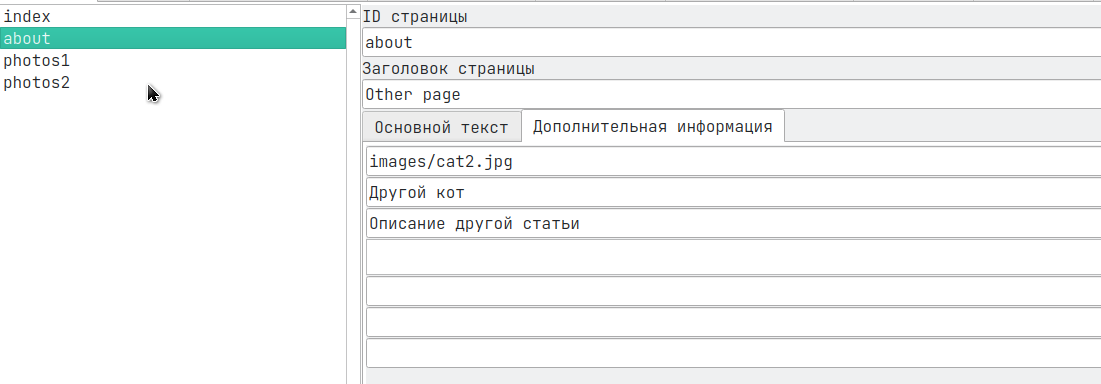 index
about
photos1
photos2
ID страницы
about
Заголовок страницы
Other page
Основной текст
Дополнительная информация
images/cat2.jpg
Другой кот
Описание другой статьи